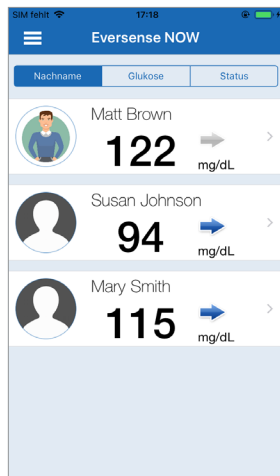 SIM fehlt 17:18
Eversense NOW
Nachname Glukose Status
Matt Brown
122
mg/dL
Susan Johnson
94
mg/dL
Mary Smith
115
mg/dL